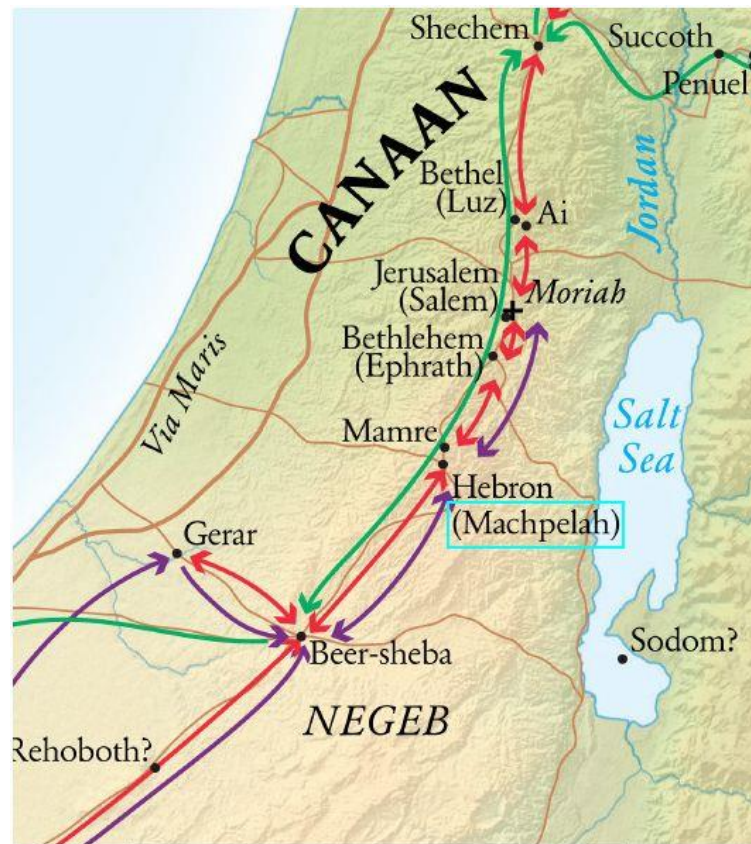 Shechem
Succoth
Penuel
CANAAN
Jordan
Bethel
(Luz)
Ai
Jerusalem
(Salem)
Moriah
Bethlehem
(Ephrath)
Via Maris
Salt
Sea
Mamre
Hebron
(Machpelah)
Gerar
Beer-sheba
Sodom?
NEGEB
Rehoboth?